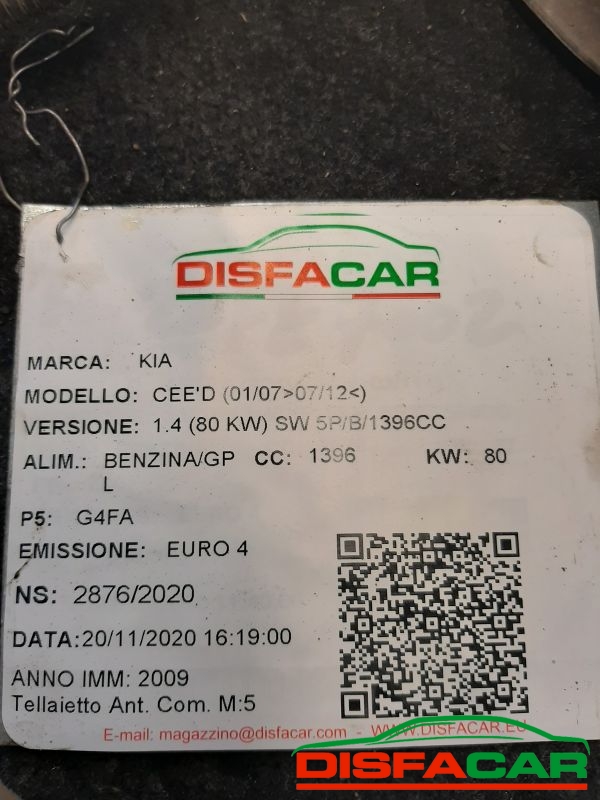 DISFACAR
MARCA: KIA
MODELLO: CEE'D (01/07>07/12<)
VERSIONE: 1.4 (80 KW) SW 5P/B/1396CC
ALIM.: BENZINA/GP CC: 1396 KW: 80
L
P5: G4FA
EMISSIONE: EURO 4
NS: 2876/2020
DATA:20/11/2020 16:19:00
ANNO IMM: 2009
Tellaietto Ant. Com. M:5
E-mail: magazzino@disfacar.com - WWW.DISFACAR.EU
DISFACAR